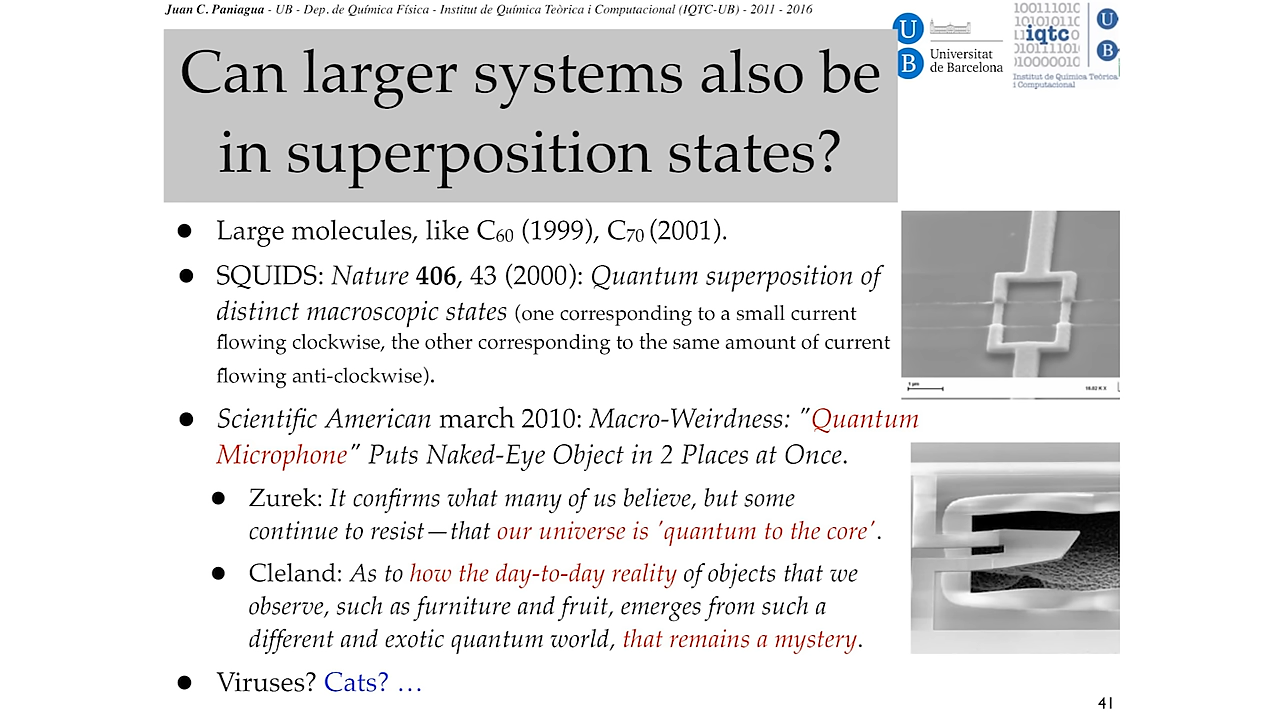 Juan C. Paniagua - UB - Dep. de Química Física - Institut de Química Teòrica i Computacional (IQTC-UB) - 2011 - 2016
Can larger systems also be
in superposition states?
U
B
Universitat
de Barcelona
iqtc
U
B
Institut de Química Teòrica
i Computacional
• Large molecules, like C60 (1999), C70 (2001).
• SQUIDS: Nature 406, 43 (2000): Quantum superposition of
distinct macroscopic states (one corresponding to a small current
flowing clockwise, the other corresponding to the same amount of current
flowing anti-clockwise).
• Scientific American march 2010: Macro-Weirdness: "Quantum
Microphone" Puts Naked-Eye Object in 2 Places at Once.
• Zurek: It confirms what many of us believe, but some
continue to resist—that our universe is 'quantum to the core'.
• Cleland: As to how the day-to-day reality of objects that we
observe, such as furniture and fruit, emerges from such a
different and exotic quantum world, that remains a mystery.
• Viruses? Cats? …
41